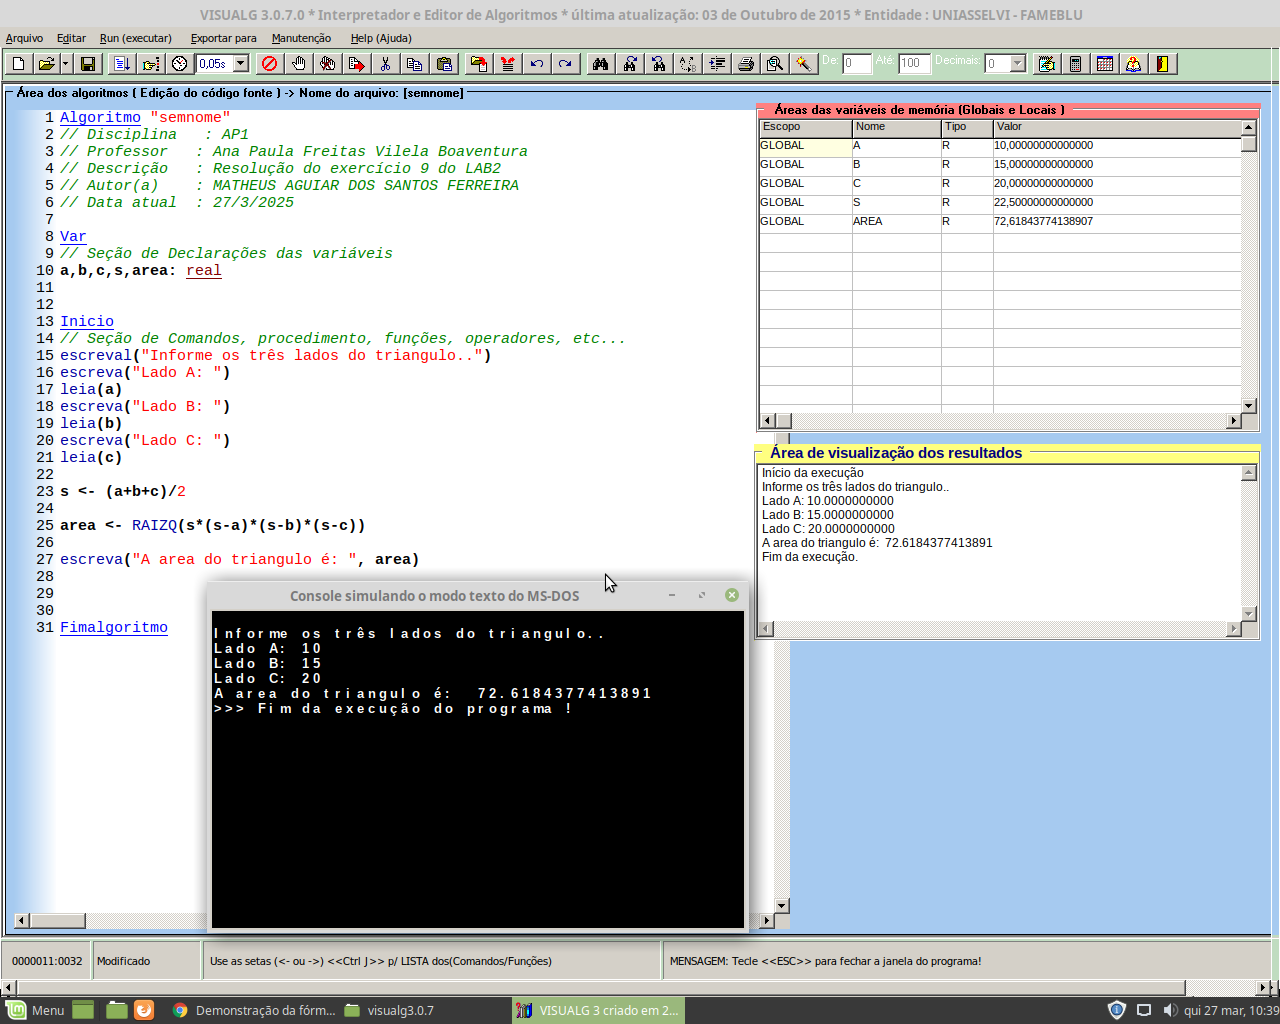 VISUALG 3.0.7.0 * Interpretador e Editor de Algoritmos * última atualização: 03 de Outubro de 2015 * Entidade : UNIASSELVI - FAMEBLU
Arquivo Editar Run (executar) Exportar para Manutenção Help (Ajuda)
0,05s De: 0 Até: 100 Decimais: 0
Área dos algoritmos ( Edição do código fonte ) -> Nome do arquivo: [semnome]
1 Algoritmo "semnome"
2 // Disciplina   : AP1
3 // Professor   : Ana Paula Freitas Vilela Boaventura
4 // Descrição   : Resolução do exercício 9 do LAB2
5 // Autor(a)    : MATHEUS AGUIAR DOS SANTOS FERREIRA
6 // Data atual  : 27/3/2025
7
8 Var
9 // Seção de Declarações das variáveis
10 a,b,c,s,area: real
11
12
13 Inicio
14 // Seção de Comandos, procedimento, funções, operadores, etc...
15 escreval("Informe os três lados do triangulo..")
16 escreva("Lado A: ")
17 leia(a)
18 escreva("Lado B: ")
19 leia(b)
20 escreva("Lado C: ")
21 leia(c)
22
23 s <- (a+b+c)/2
24
25 area <- RAIZQ(s*(s-a)*(s-b)*(s-c))
26
27 escreva("A area do triangulo é: ", area)
28
29
30
31 Fimalgoritmo
Áreas das variáveis de memória (Globais e Locais )
Escopo Nome Tipo Valor
GLOBAL A R 10,00000000000000
GLOBAL B R 15,00000000000000
GLOBAL C R 20,00000000000000
GLOBAL S R 22,50000000000000
GLOBAL AREA R 72,61843774138907
Área de visualização dos resultados
Início da execução
Informe os três lados do triangulo..
Lado A: 10.0000000000
Lado B: 15.0000000000
Lado C: 20.0000000000
A area do triangulo é:  72.6184377413891
Fim da execução.
Console simulando o modo texto do MS-DOS
Informe os três lados do triangulo..
Lado A: 10
Lado B: 15
Lado C: 20
A area do triangulo é:  72.6184377413891
>>> Fim da execução do programa !
0000011:0032 Modificado Use as setas (<- ou ->) <<Ctrl J>> p/ LISTA dos(Comandos/Funções) MENSAGEM: Tecle <<ESC>> para fechar a janela do programa!
Menu Demonstração da fórm... visualg3.0.7 VISUALG 3 criado em 2... qui 27 mar, 10:39